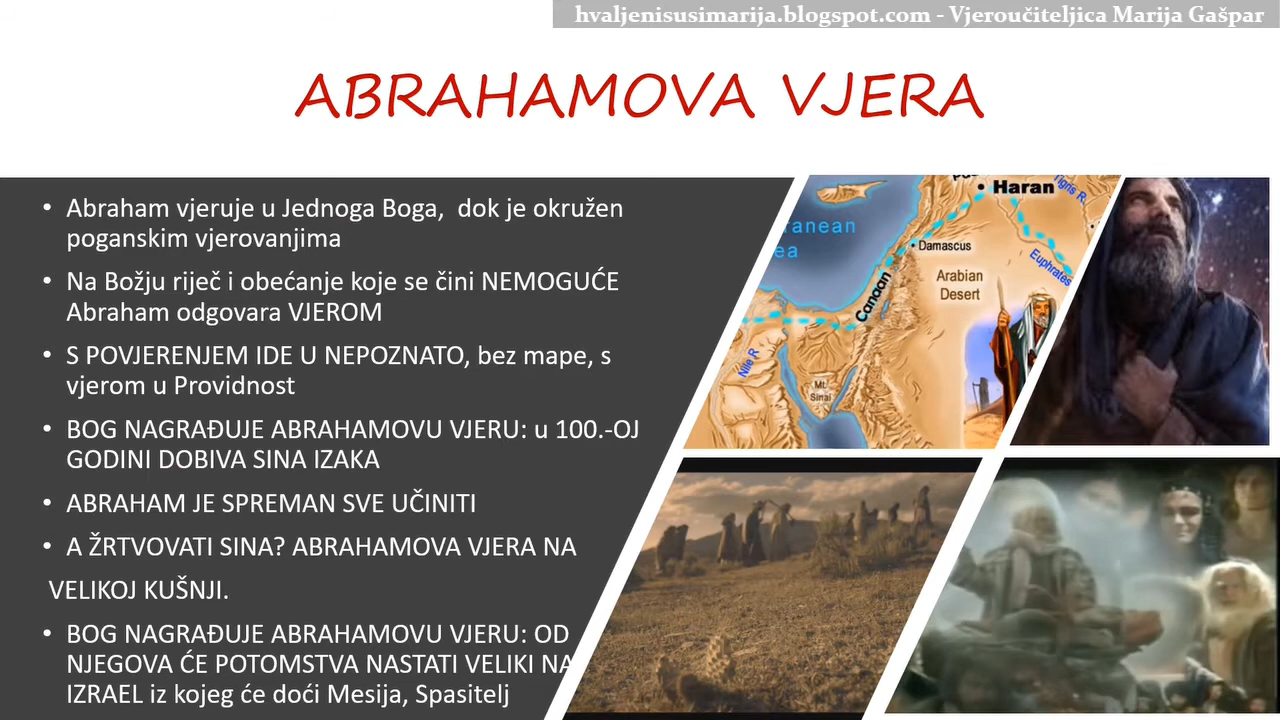 hvaljenisusimarija.blogspot.com - Vjeroučiteljica Marija Gašpar
ABRAHAMOVA VJERA
• Abraham vjeruje u Jednoga Boga, dok je okružen
poganskim vjerovanjima
• Na Božju riječ i obećanje koje se čini NEMOGUĆE
Abraham odgovara VJEROM
• S POVJERENJEM IDE U NEPOZNATO, bez mape, s
vjerom u Providnost
• BOG NAGRAĐUJE ABRAHAMOVU VJERU: u 100.-OJ
GODINI DOBIVA SINA IZAKA
• ABRAHAM JE SPREMAN SVE UČINITI
• A ŽRTVOVATI SINA? ABRAHAMOVA VJERA NA
VELIKOJ KUŠNJI.
• BOG NAGRAĐUJE ABRAHAMOVU VJERU: OD
NJEGOVA ĆE POTOMSTVA NASTATI VELIKI NA
IZRAEL iz kojeg će doći Mesija, Spasitelj
Haran
Tigris R.
ranean
ea
Damascus
Euphrates
Arabian
Desert
Canaan
Nile R
Mt.
Sinai